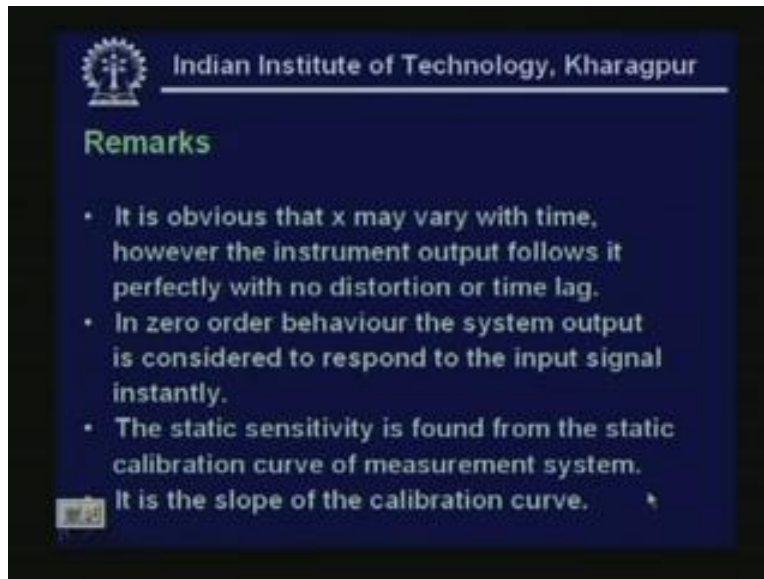 Indian Institute of Technology, Kharagpur
Remarks
• It is obvious that x may vary with time,
however the instrument output follows it
perfectly with no distortion or time lag.
• In zero order behaviour the system output
is considered to respond to the input signal
instantly.
• The static sensitivity is found from the static
calibration curve of measurement system.
It is the slope of the calibration curve.